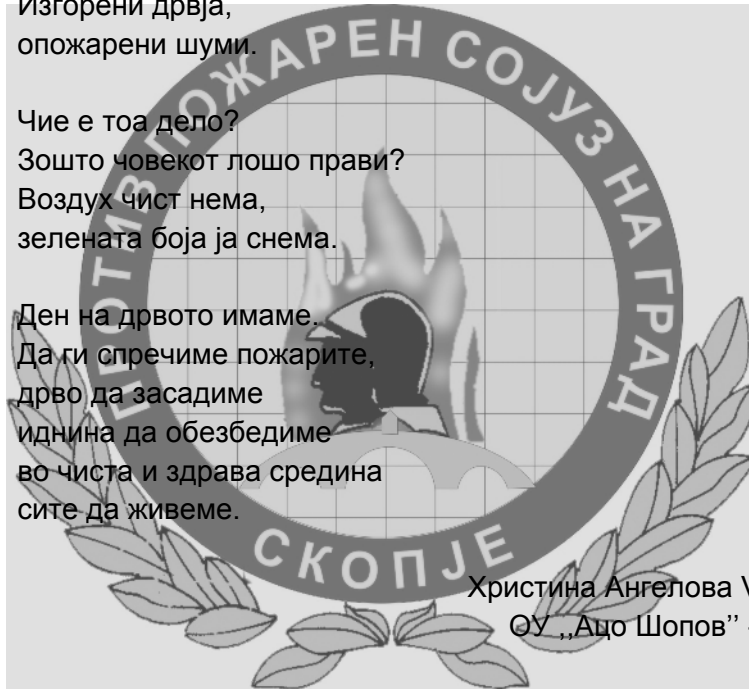 Изгорени дрвја,
опожарени шуми.
Чие е тоа дело?
Зошто човекот лошо прави?
Воздух чист нема,
зелената боја ја снема.
Ден на дрвото имаме.
Да ги спречиме пожарите,
дрво да засадиме
иднина да обезбедиме
во чиста и здрава средина
сите да живееме.
Христина Ангелова V
ОУ ,,Ацо Шопов’’ -
ПРОТИВПОЖАРЕН СОЈУЗ НА ГРАД
СКОПЈЕ